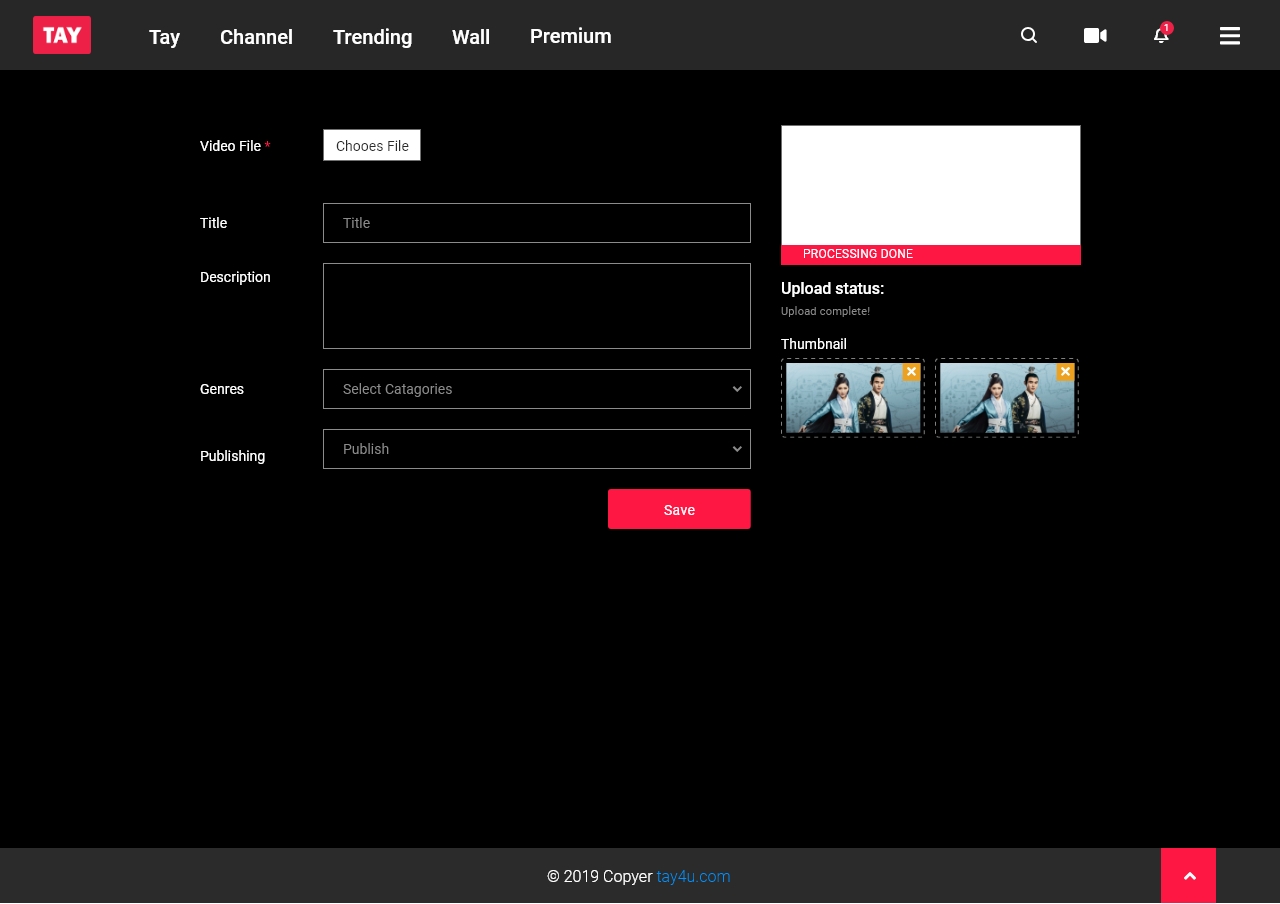 TAY
Tay
Channel
Trending
Wall
Premium
1
Video File *
Chooes File
Title
Title
Description
Genres
Select Catagories
Publishing
Publish
Save
PROCESSING DONE
Upload status:
Upload complete!
Thumbnail
© 2019 Copyer tay4u.com